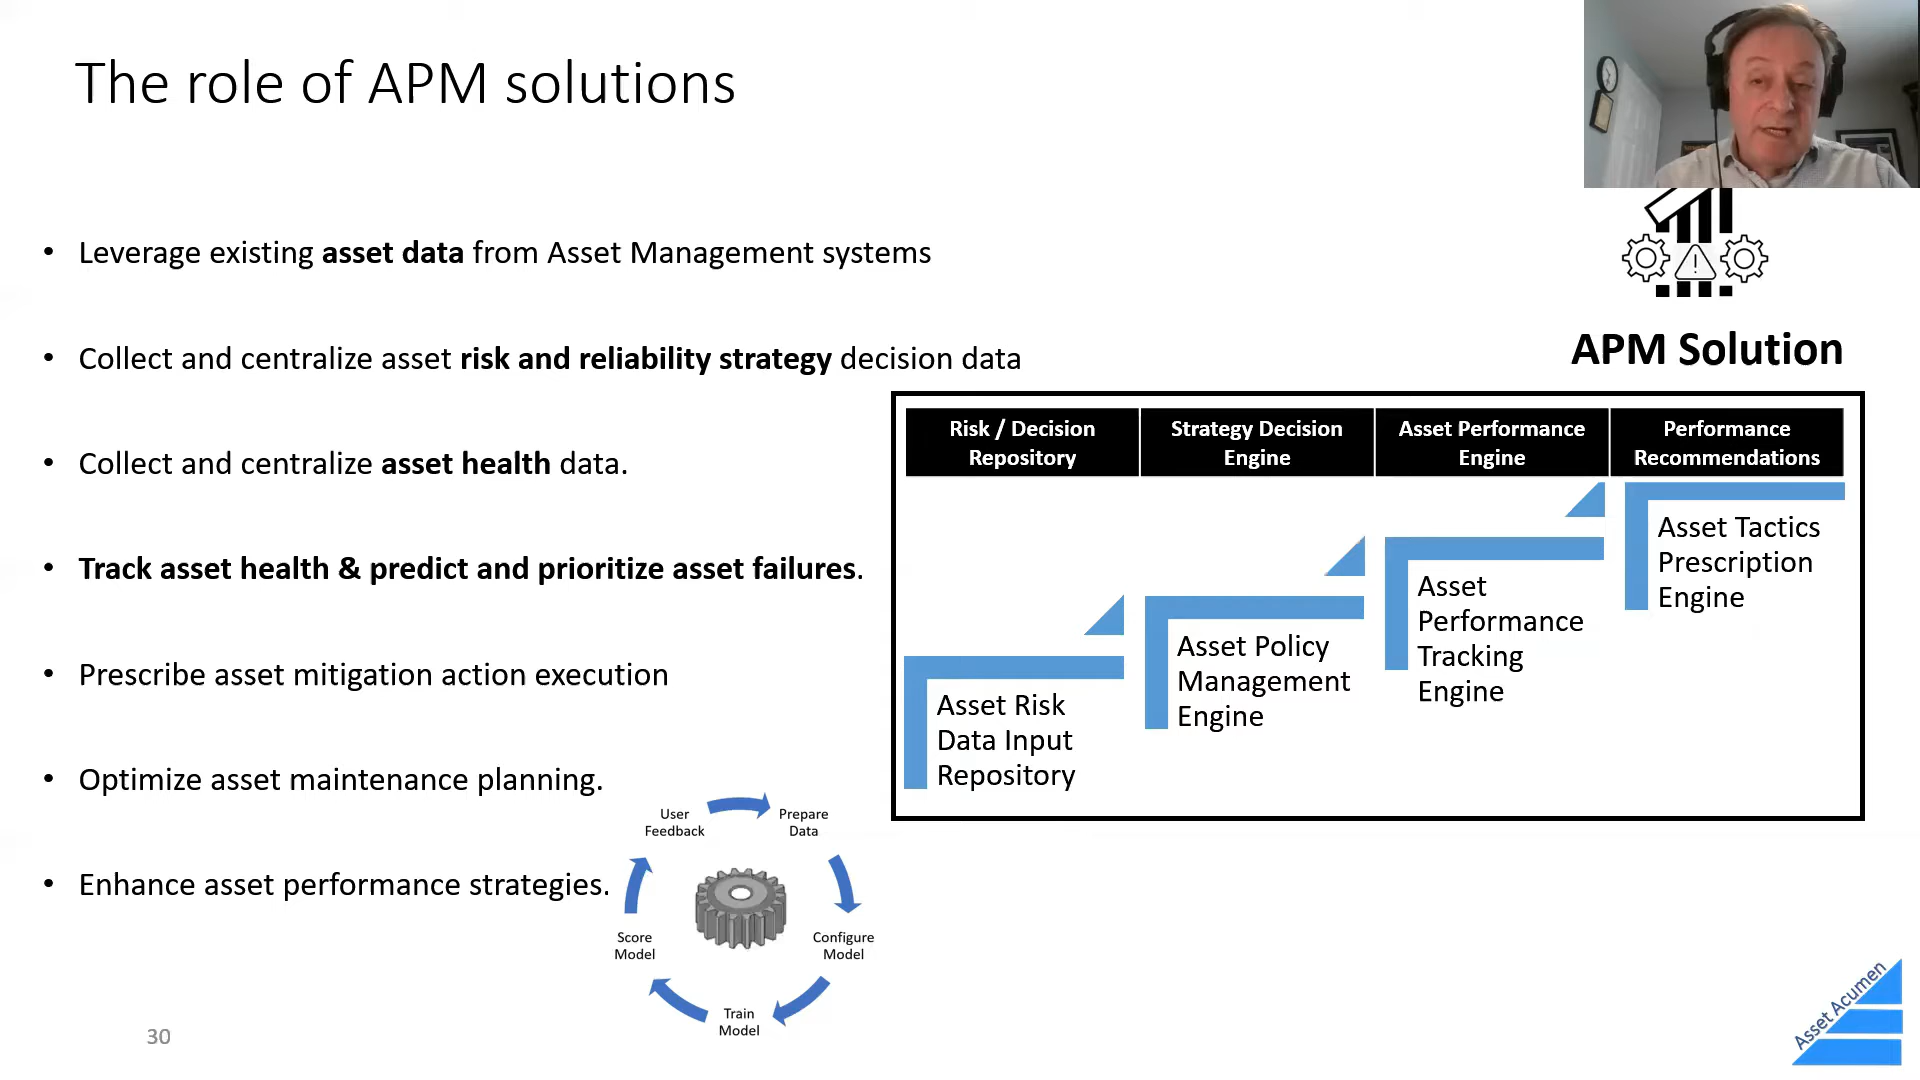 The role of APM solutions
• Leverage existing asset data from Asset Management systems
• Collect and centralize asset risk and reliability strategy decision data
• Collect and centralize asset health data.
• Track asset health & predict and prioritize asset failures.
• Prescribe asset mitigation action execution
• Optimize asset maintenance planning.
• Enhance asset performance strategies.
APM Solution
Risk / Decision
Repository
Strategy Decision
Engine
Asset Performance
Engine
Performance
Recommendations
Asset Risk
Data Input
Repository
Asset Policy
Management
Engine
Asset
Performance
Tracking
Engine
Asset Tactics
Prescription
Engine
User
Feedback
Prepare
Data
Configure
Model
Train
Model
Score
Model
30
Asset Acumen